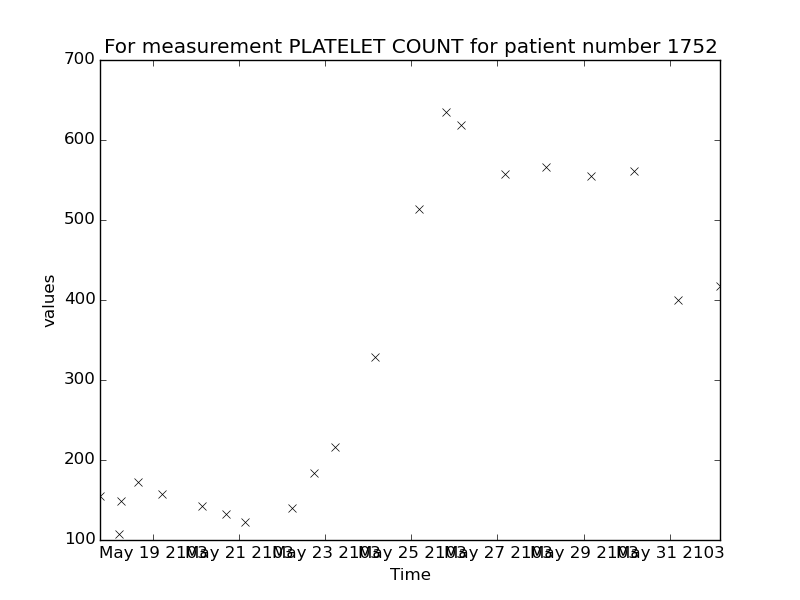 For measurement PLATELET COUNT for patient number 1752
700
600
500
400
300
200
100
values
May 19 2103 May 21 2103 May 23 2103 May 25 2103 May 27 2103 May 29 2103 May 31 2103
Time